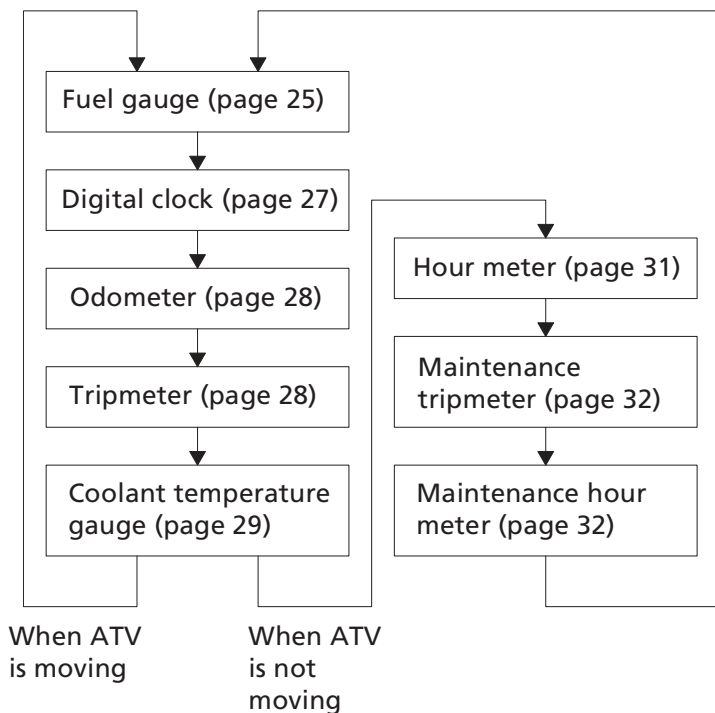 Fuel gauge (page 25)
Digital clock (page 27)
Odometer (page 28)
Tripmeter (page 28)
Coolant temperature
gauge (page 29)
When ATV
is moving
When ATV
is not
moving
Hour meter (page 31)
Maintenance
tripmeter (page 32)
Maintenance hour
meter (page 32)